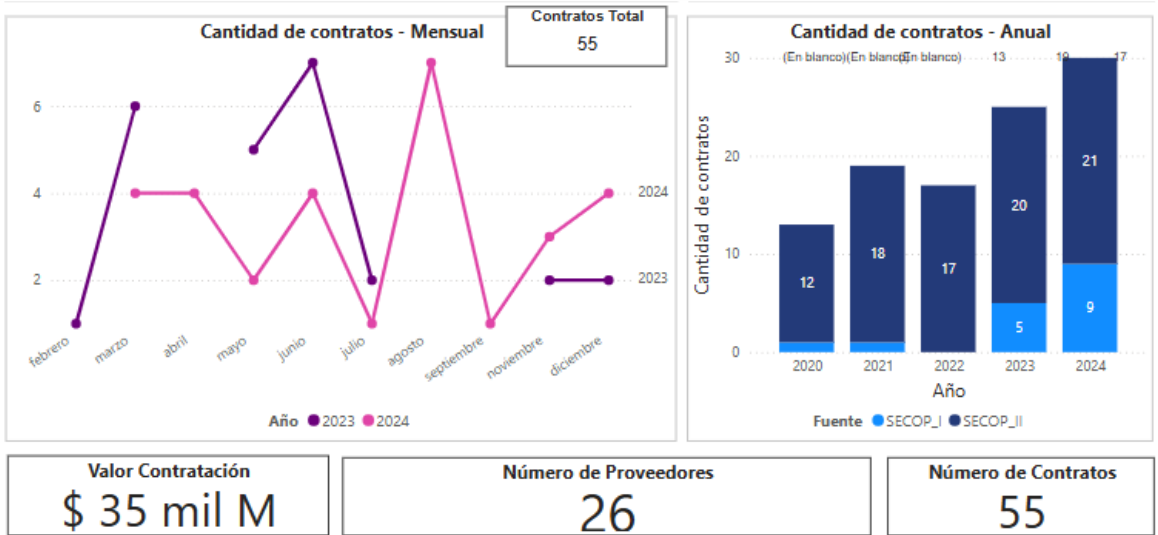 Cantidad de contratos - Mensual
Contratos Total
55
6
4
2
2024
2023
febrero
marzo
abril
mayo
junio
julio
agosto
septiembre
noviembre
diciembre
Año 2023 2024
Cantidad de contratos - Anual
(En blanco)(En blanco)(En blanco) 13 19 17
Cantidad de contratos
30
20
10
0
12
18
17
20
5
21
9
2020 2021 2022 2023 2024
Año
Fuente SECOP_I SECOP_II
Valor Contratación
$ 35 mil M
Número de Proveedores
26
Número de Contratos
55